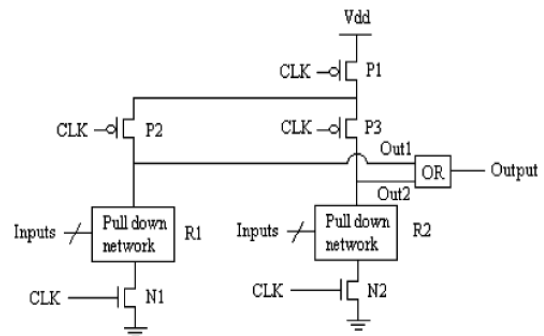 Vdd
CLK
P1
CLK
P2
CLK
P3
Out1
OR
Output
Out2
Inputs
Pull down
network
R1
Inputs
Pull down
network
R2
CLK
N1
CLK
N2